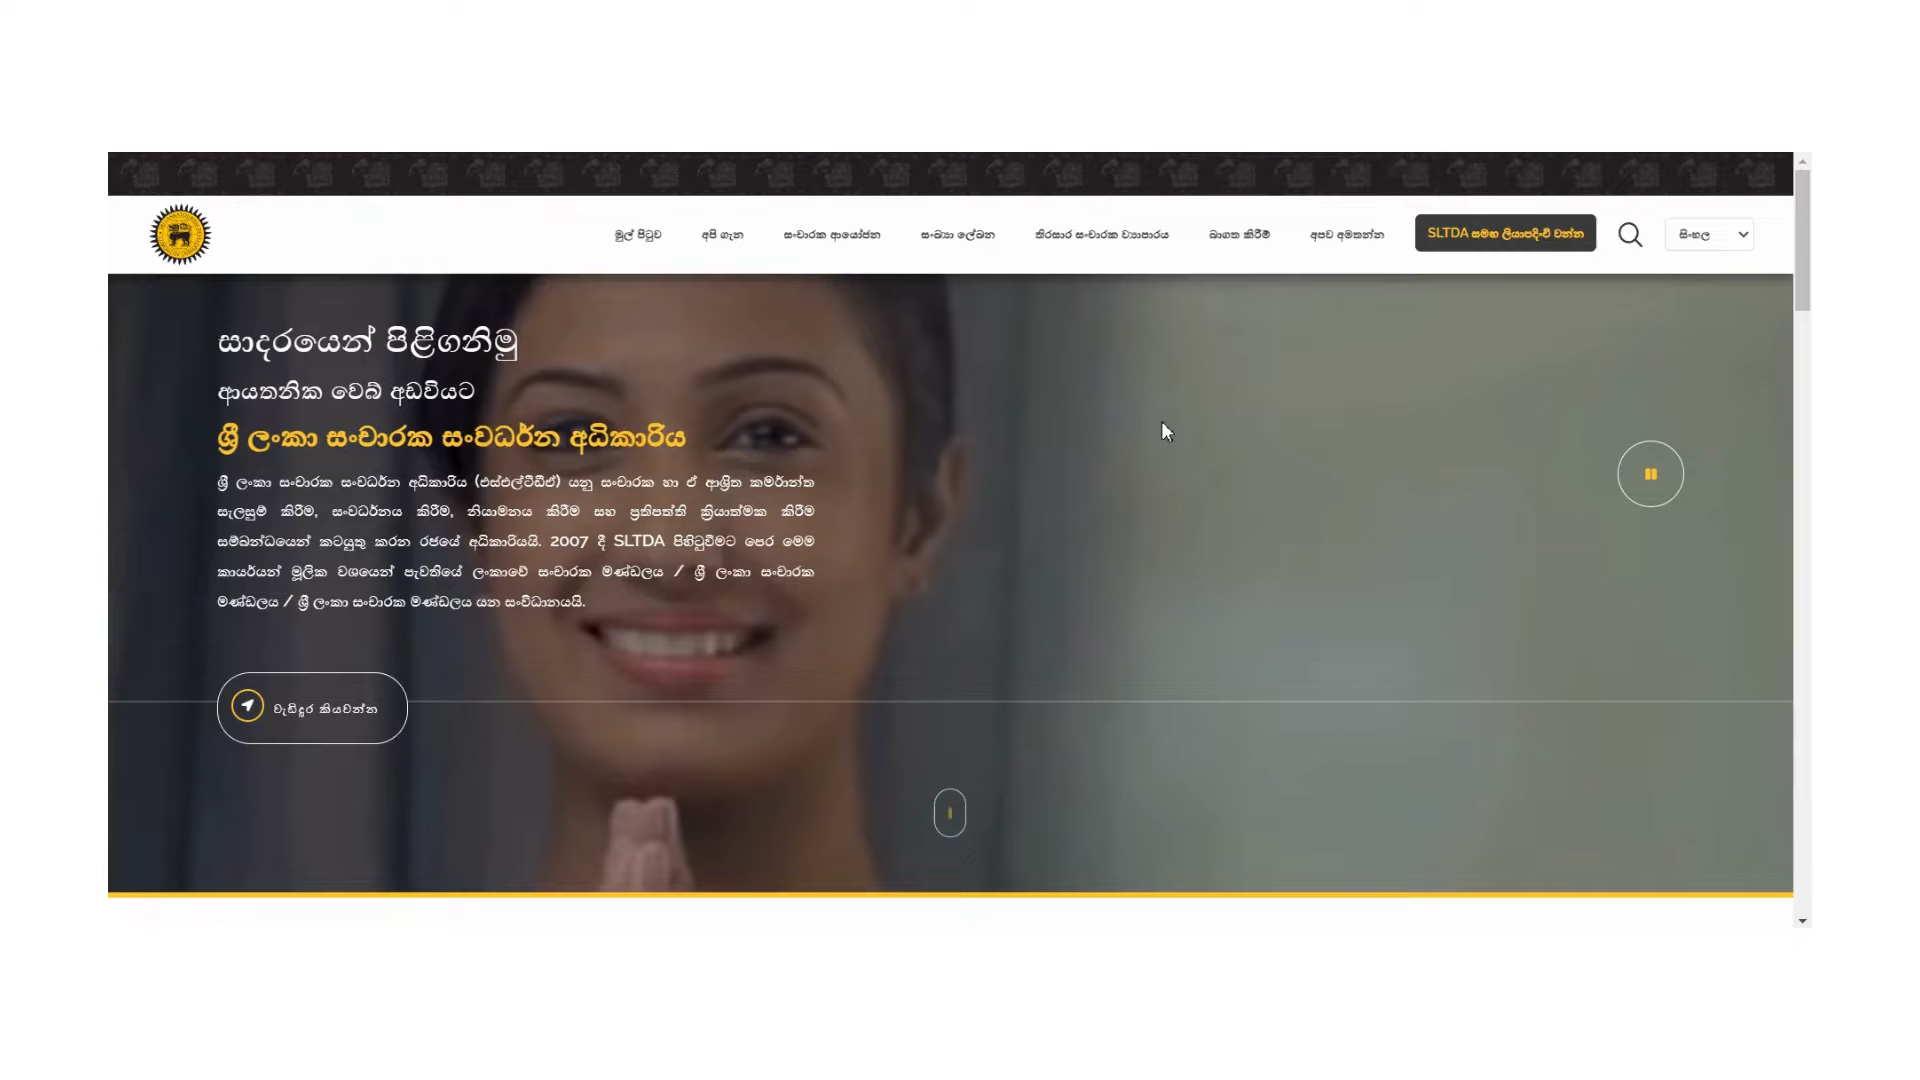 මුල් පිටුව
අපි ගැන
සංචාරක ආයෝජන
සංඛ්‍යා ලේඛන
තිරසාර සංචාරක ව්‍යාපාරය
බාගත කිරීම්
අපව අමතන්න
SLTDA සමඟ ලියාපදිංචි වන්න
සිංහල
සාදරයෙන් පිළිගනිමු
ආයතනික වෙබ් අඩවියට
ශ්‍රී ලංකා සංචාරක සංවර්ධන අධිකාරිය
ශ්‍රී ලංකා සංචාරක සංවර්ධන අධිකාරිය (එස්එල්ටීඩීඒ) යනු සංචාරක හා ඒ ආශ්‍රිත කර්මාන්ත
සැලසුම් කිරීම, සංවර්ධනය කිරීම, නියාමනය කිරීම සහ ප්‍රතිපත්ති ක්‍රියාත්මක කිරීම
සම්බන්ධයෙන් කටයුතු කරන රජයේ අධිකාරියයි. 2007 දී SLTDA පිහිටුවීමට පෙර මෙම
කාර්යයන් මූලික වශයෙන් පැවතියේ ලංකාවේ සංචාරක මණ්ඩලය / ශ්‍රී ලංකා සංචාරක
මණ්ඩලය / ශ්‍රී ලංකා සංචාරක මණ්ඩලය යන සංවිධානයයි.
වැඩිදුර කියවන්න